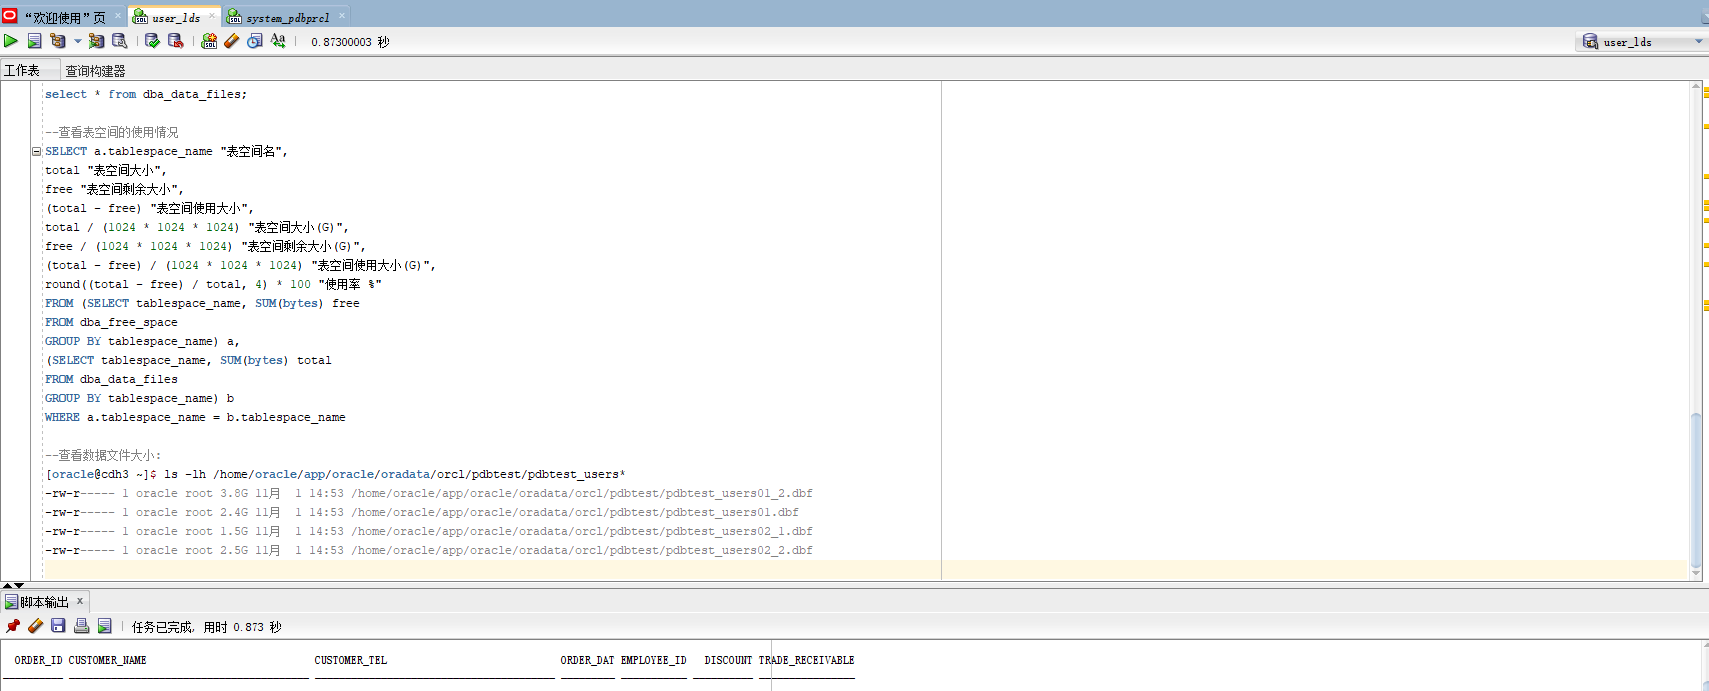 “欢迎使用”页 user_lds system_pdbprcl
0.87300003 秒 user_lds
工作表 查询构建器
select * from dba_data_files;
--查看表空间的使用情况
SELECT a.tablespace_name "表空间名",
total "表空间大小",
free "表空间剩余大小",
(total - free) "表空间使用大小",
total / (1024 * 1024 * 1024) "表空间大小(G)",
free / (1024 * 1024 * 1024) "表空间剩余大小(G)",
(total - free) / (1024 * 1024 * 1024) "表空间使用大小(G)",
round((total - free) / total, 4) * 100 "使用率 %"
FROM (SELECT tablespace_name, SUM(bytes) free
FROM dba_free_space
GROUP BY tablespace_name) a,
(SELECT tablespace_name, SUM(bytes) total
FROM dba_data_files
GROUP BY tablespace_name) b
WHERE a.tablespace_name = b.tablespace_name
--查看数据文件大小:
[oracle@cdh3 ~]$ ls -lh /home/oracle/app/oracle/oradata/orcl/pdbtest/pdbtest_users*
-rw-r----- 1 oracle root 3.8G 11月  1 14:53 /home/oracle/app/oracle/oradata/orcl/pdbtest/pdbtest_users01_2.dbf
-rw-r----- 1 oracle root 2.4G 11月  1 14:53 /home/oracle/app/oracle/oradata/orcl/pdbtest/pdbtest_users01.dbf
-rw-r----- 1 oracle root 1.5G 11月  1 14:53 /home/oracle/app/oracle/oradata/orcl/pdbtest/pdbtest_users02_1.dbf
-rw-r----- 1 oracle root 2.5G 11月  1 14:53 /home/oracle/app/oracle/oradata/orcl/pdbtest/pdbtest_users02_2.dbf
脚本输出
任务已完成, 用时 0.873 秒
ORDER_ID CUSTOMER_NAME CUSTOMER_TEL ORDER_DAT EMPLOYEE_ID DISCOUNT TRADE_RECEIVABLE